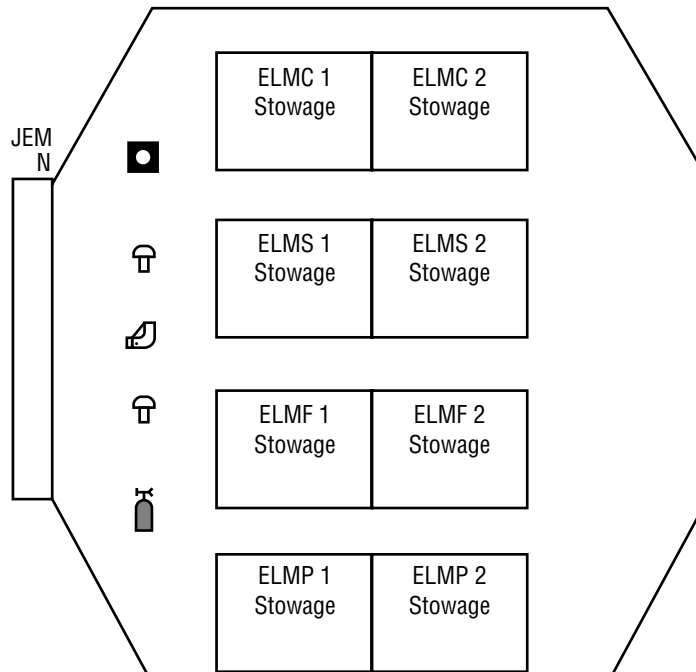 ELMC 1
Stowage
ELMC 2
Stowage
JEM
N
ELMS 1
Stowage
ELMS 2
Stowage
ELMF 1
Stowage
ELMF 2
Stowage
ELMP 1
Stowage
ELMP 2
Stowage